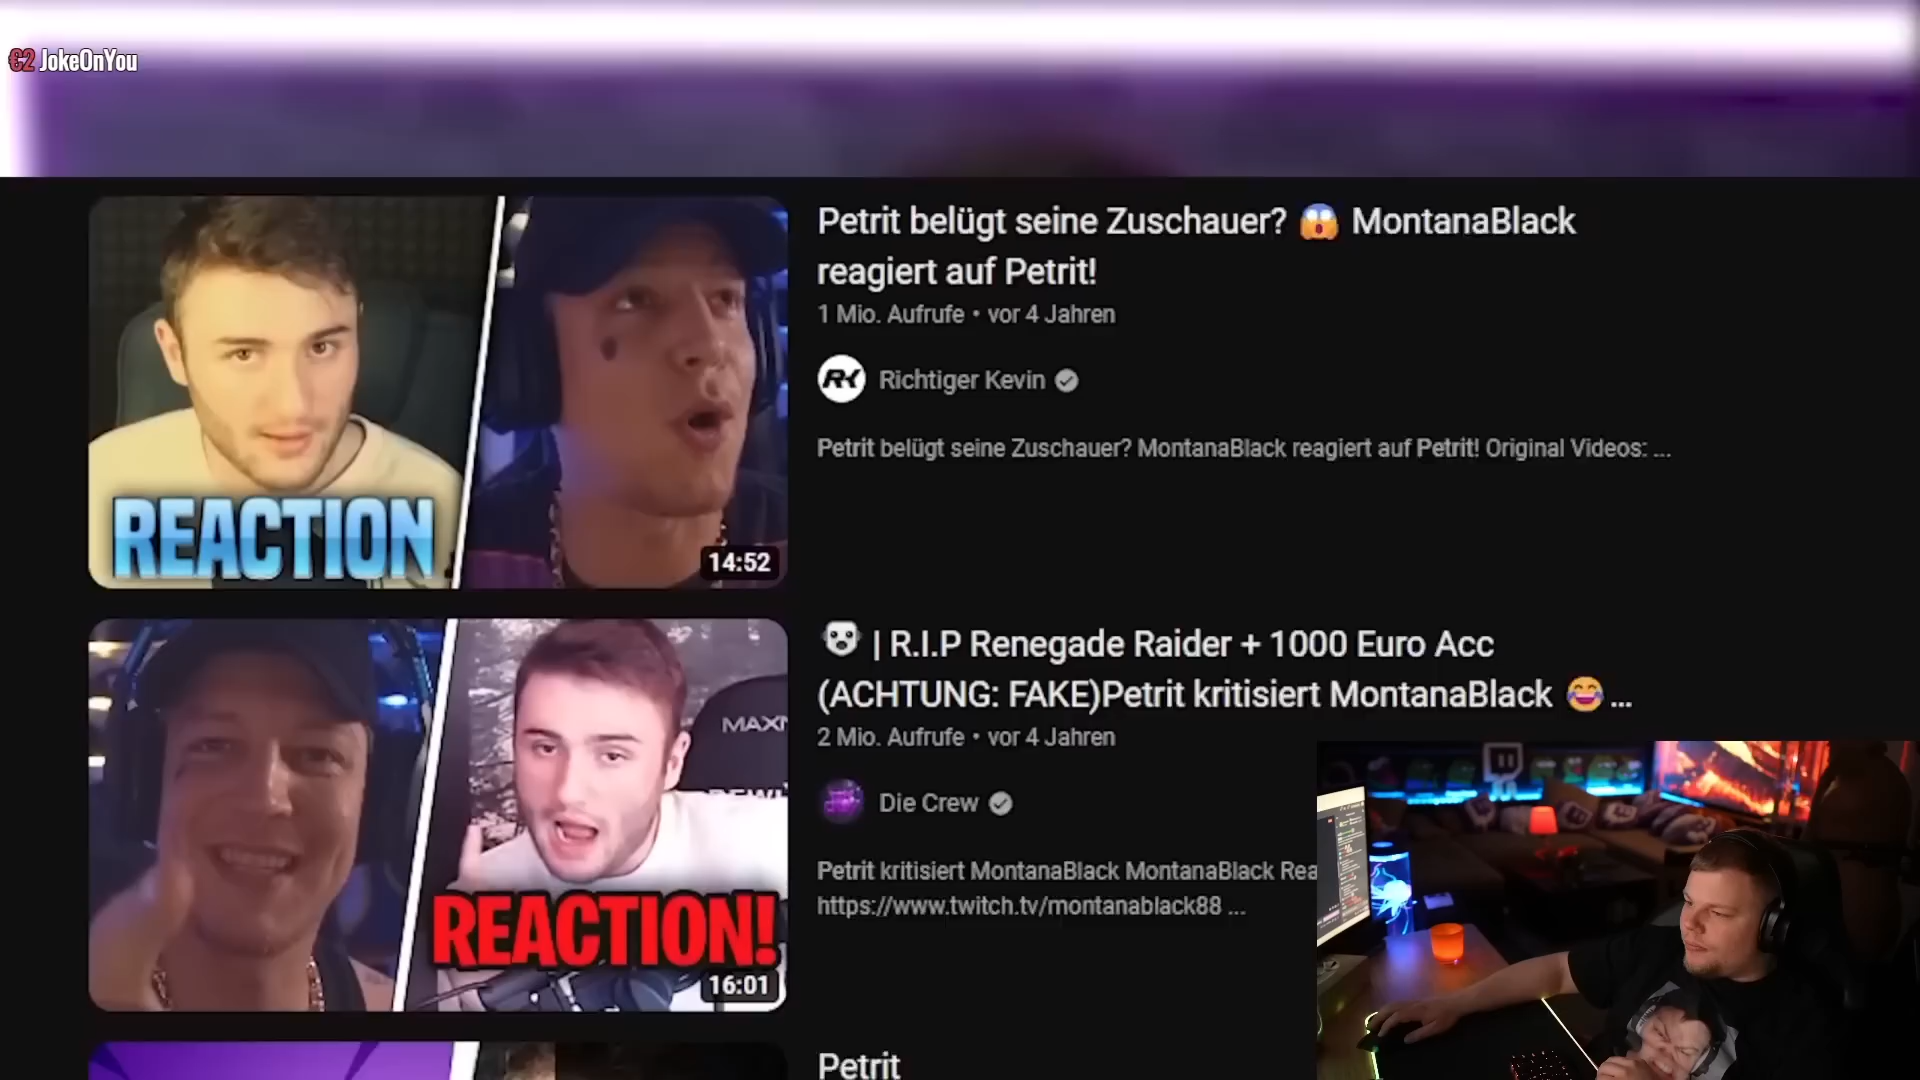 €2 JokeOnYou
Petrit belügt seine Zuschauer? 😱 MontanaBlack
reagiert auf Petrit!
1 Mio. Aufrufe • vor 4 Jahren
RK Richtiger Kevin
Petrit belügt seine Zuschauer? MontanaBlack reagiert auf Petrit! Original Videos: ...
REACTION
14:52
| R.I.P Renegade Raider + 1000 Euro Acc
(ACHTUNG: FAKE)Petrit kritisiert MontanaBlack 😂 ...
2 Mio. Aufrufe • vor 4 Jahren
Die Crew
Petrit kritisiert MontanaBlack MontanaBlack Rea
https://www.twitch.tv/montanablack88 ...
MAXN
REACTION!
16:01
Petrit